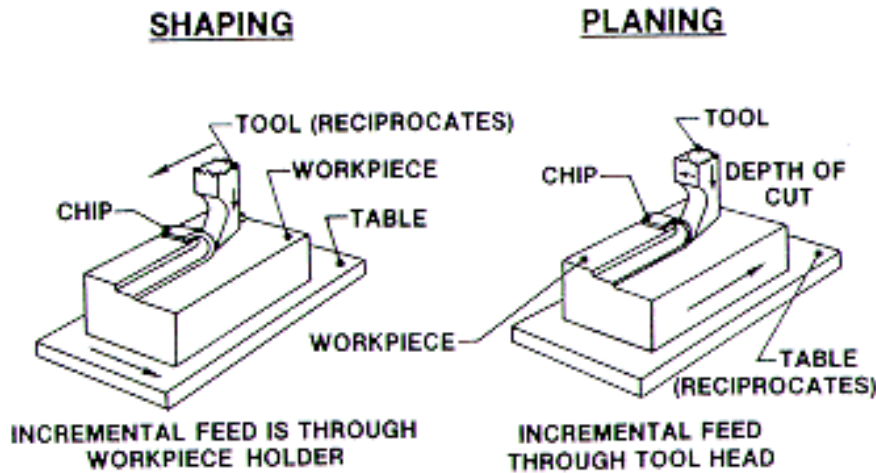 SHAPING
TOOL (RECIPROCATES)
WORKPIECE
CHIP
TABLE
INCREMENTAL FEED IS THROUGH
WORKPIECE HOLDER
PLANING
TOOL
DEPTH OF
CUT
CHIP
WORKPIECE
TABLE
(RECIPROCATES)
INCREMENTAL FEED
THROUGH TOOL HEAD